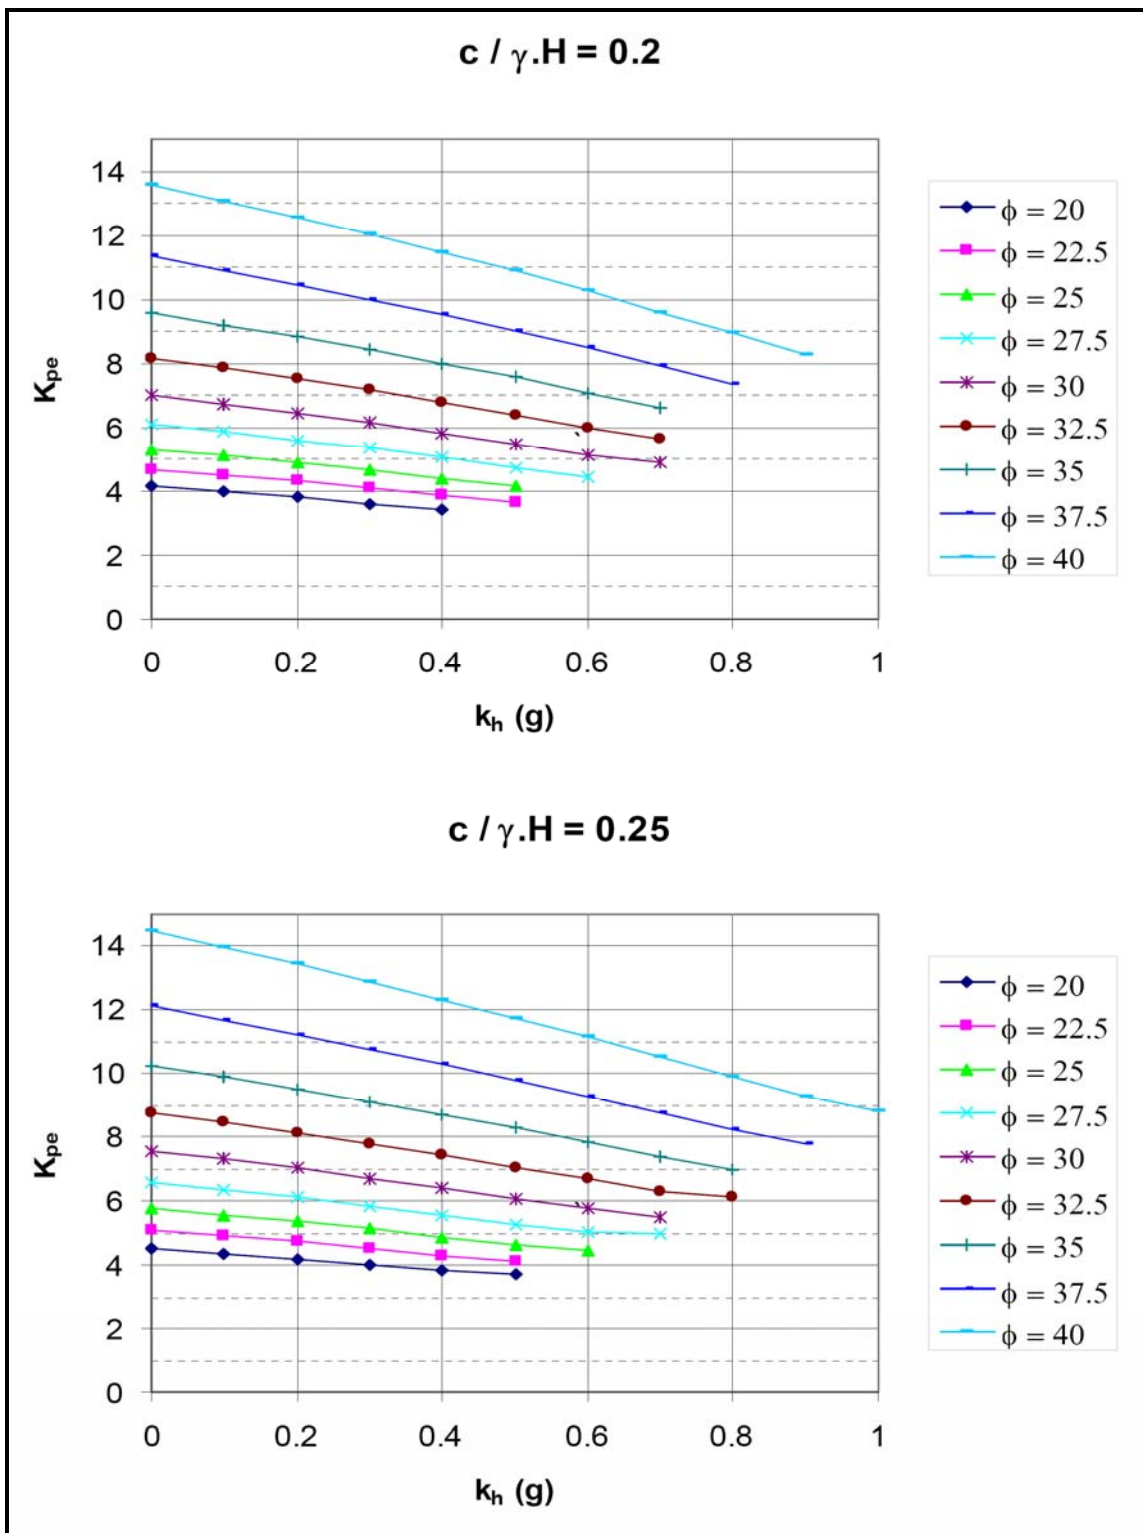 c / γ.H = 0.2
14
12
10
8
6
4
2
0
Kpe
0 0.2 0.4 0.6 0.8 1
kh (g)
ϕ = 20
ϕ = 22.5
ϕ = 25
ϕ = 27.5
ϕ = 30
ϕ = 32.5
ϕ = 35
ϕ = 37.5
ϕ = 40
c / γ.H = 0.25
14
12
10
8
6
4
2
0
Kpe
0 0.2 0.4 0.6 0.8 1
kh (g)
ϕ = 20
ϕ = 22.5
ϕ = 25
ϕ = 27.5
ϕ = 30
ϕ = 32.5
ϕ = 35
ϕ = 37.5
ϕ = 40